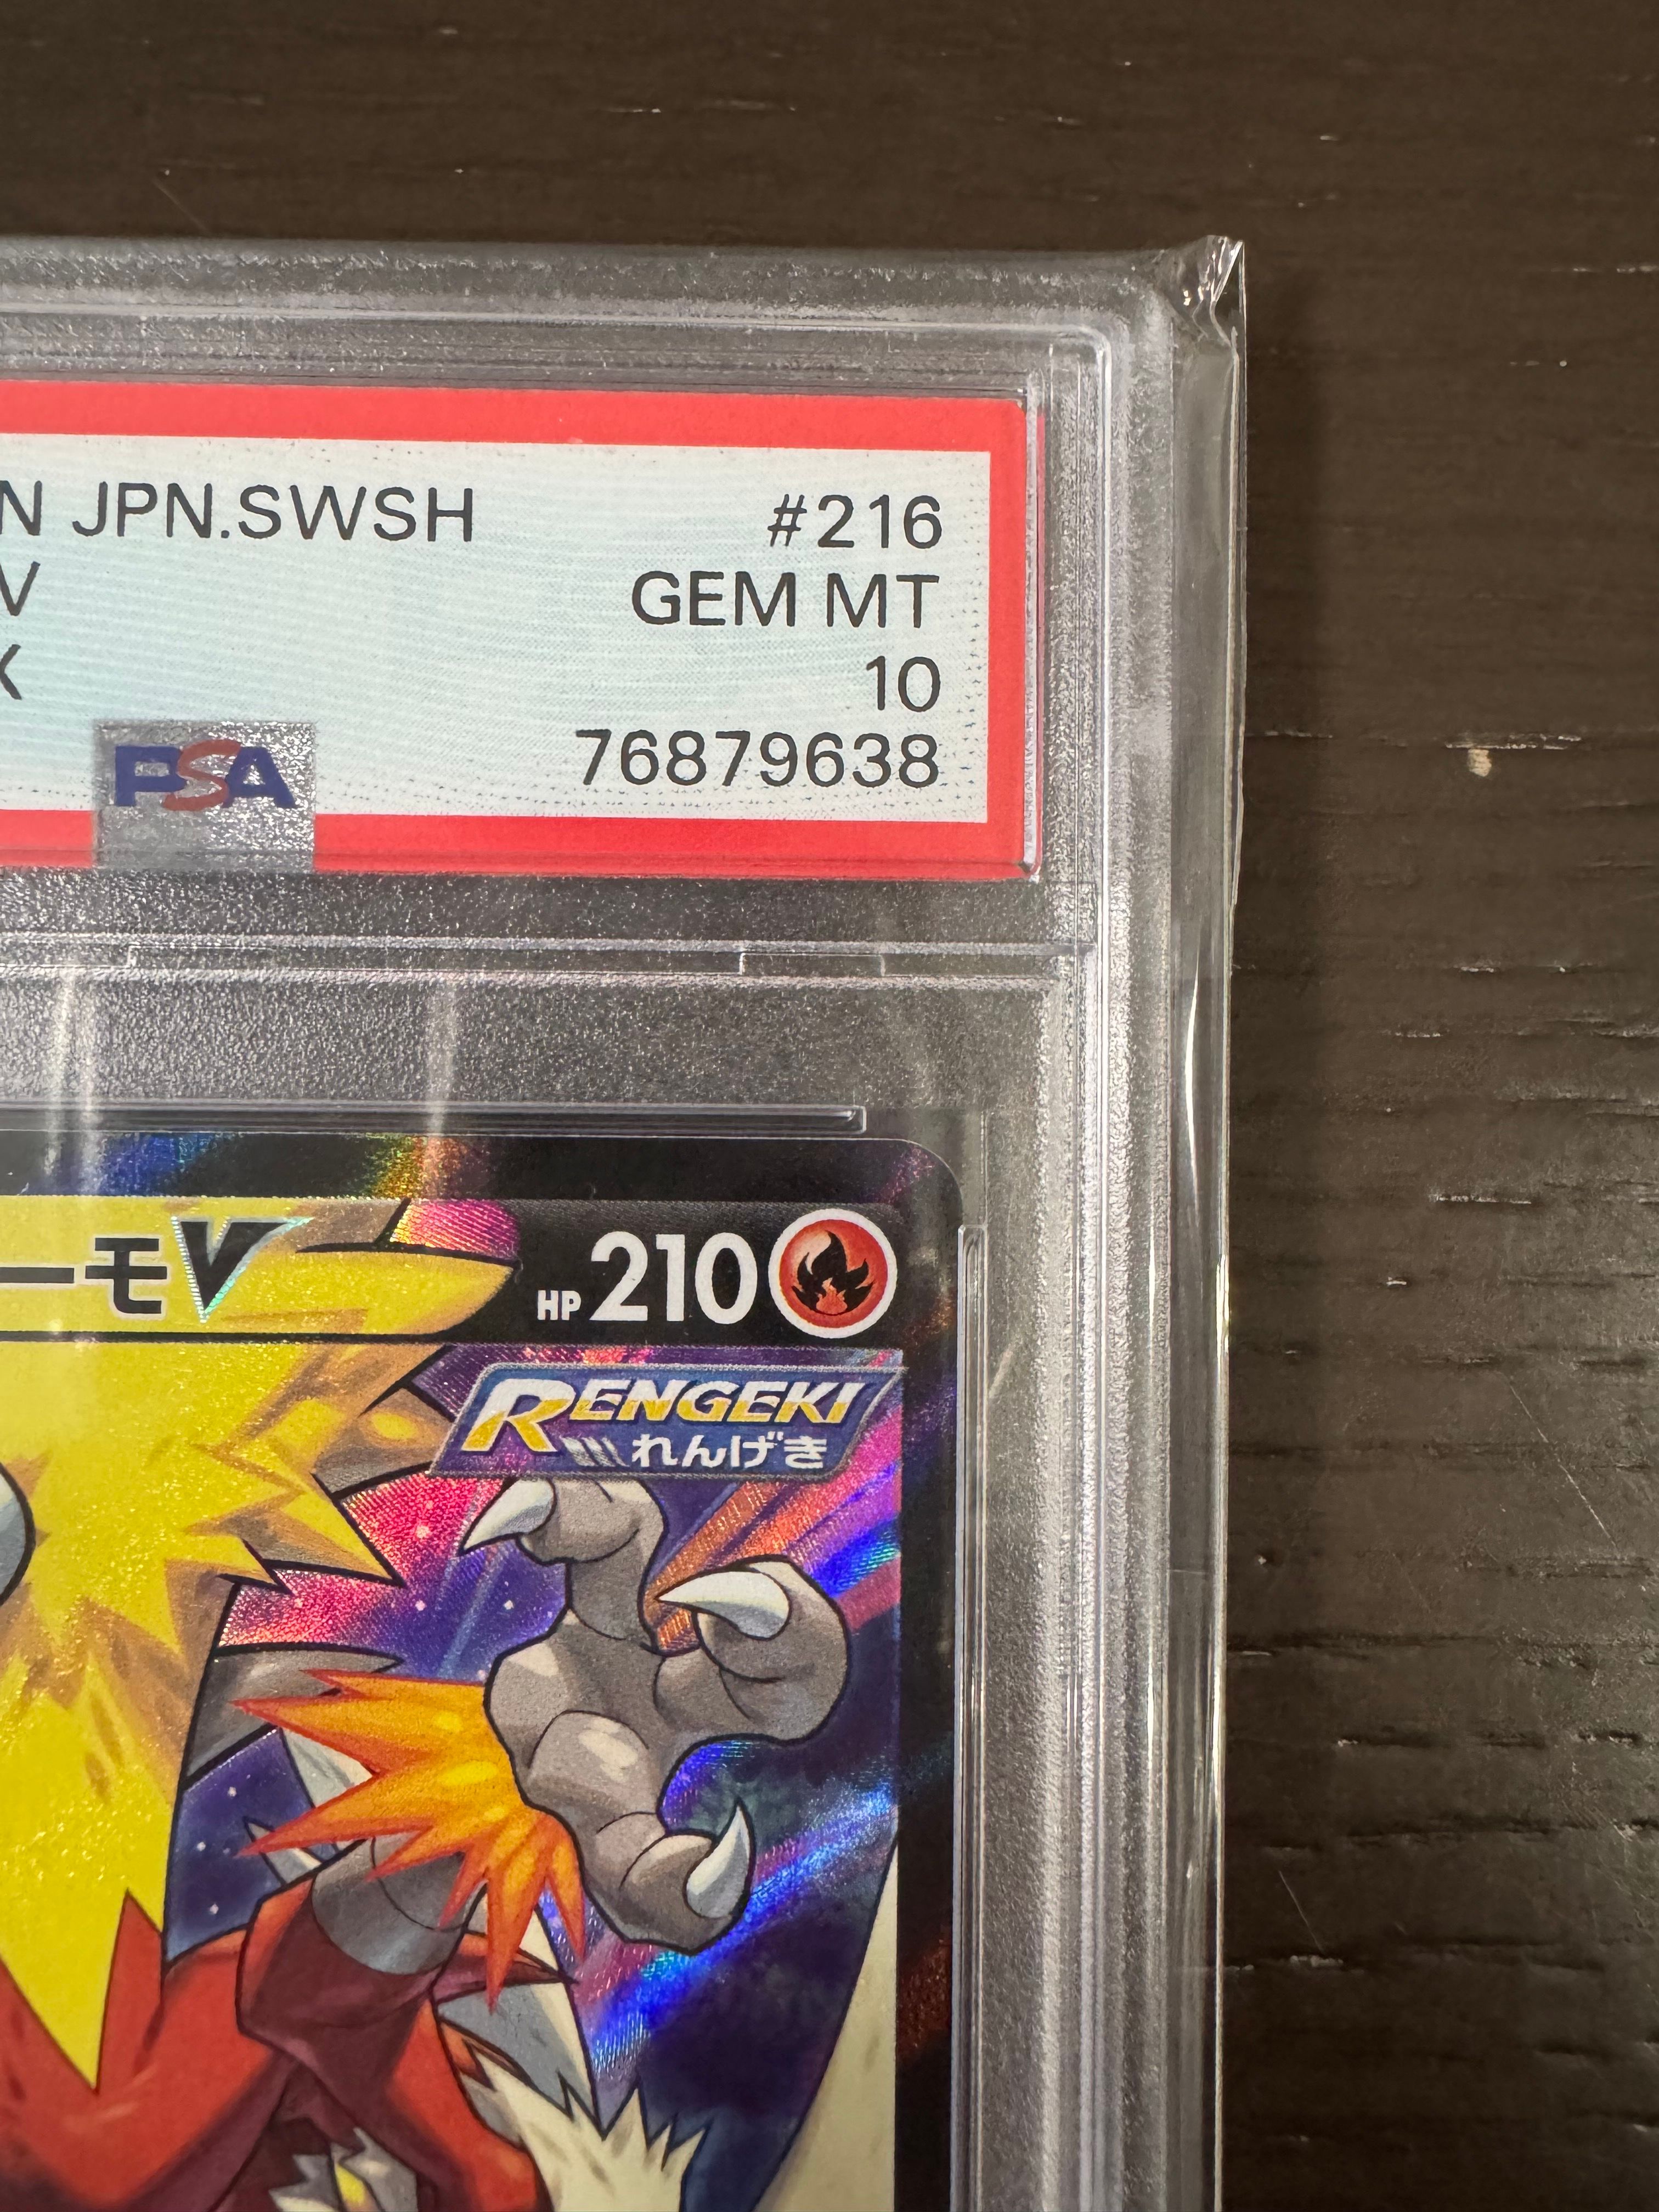 N JPN.SWSH #216
V GEM MT
X 10
PSA 76879638
ーモV HP 210
RENGEKI
れんげき